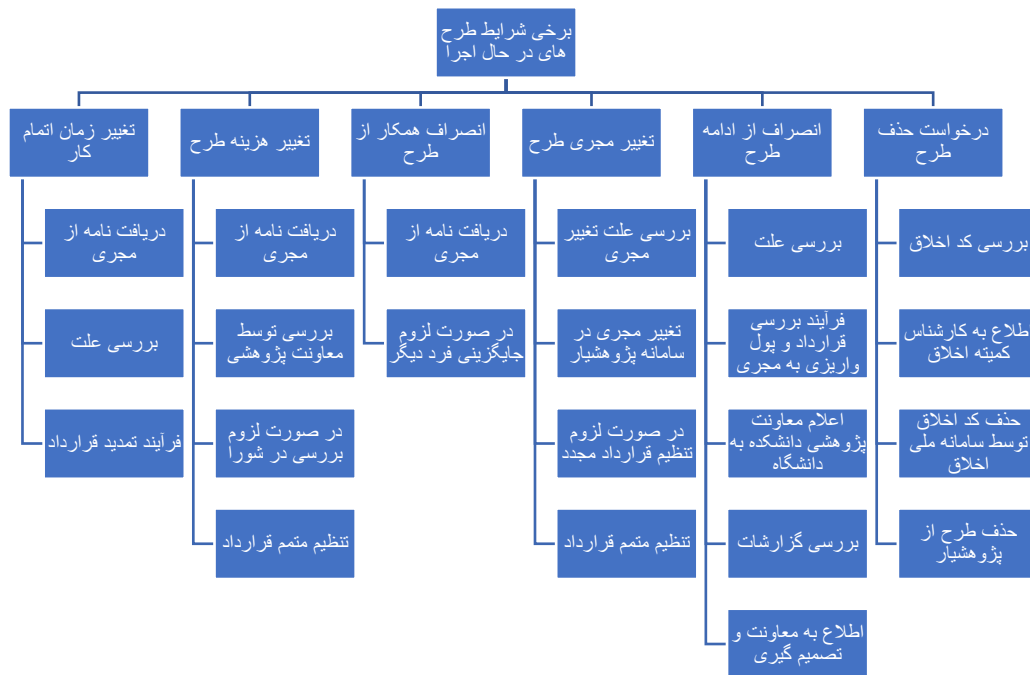 برخی شرایط طرح
های در حال اجرا
درخواست حذف
طرح
بررسی کد اخلاق
طلاع به کارشناس
کمیته اخلاق
حذف کد اخلاق
توسط سامانه ملی
اخلاق
حذف طرح از
پژوهشیار
انصراف از ادامه
طرح
بررسی علت
فرآیند بررسی
قرارداد و پول
واریزی به مجری
اعلام معاونت
پژوهشی دانشکده به
دانشگاه
بررسی گزارشات
اطلاع به معاونت و
تصمیم گیری
تغییر مجری طرح
بررسی علت تغییر
مجری
تغییر مجری در
سامانه پژوهشیار
در صورت لزوم
تنظیم قرارداد مجدد
تنظیم متمم قرارداد
انصراف همکار از
طرح
دریافت نامه از
مجری
در صورت لزوم
جایگزینی فرد دیگر
تغییر هزینه طرح
دریافت نامه از
مجری
بررسی توسط
معاونت پژوهشی
در صورت لزوم
بررسی در شورا
تنظیم متمم قرارداد
تغییر زمان اتمام
کار
دریافت نامه از
مجری
بررسی علت
فرآیند تمدید قرارداد